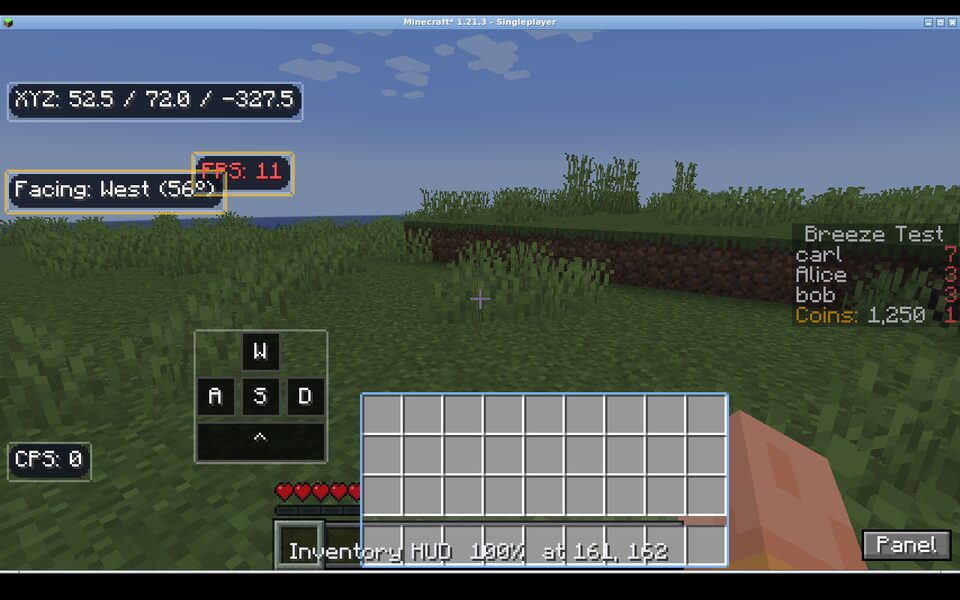 Minecraft* 1.21.3 - Singleplayer
XYZ: 52.5 / 72.0 / -327.5
FPS: 11
Facing: West (56º)
Breeze Test
carl 7
Alice 3
bob 3
Coins: 1,250 1
W
A S D
^
CPS: 0
Inventory HUD 100% at 161, 162
Panel